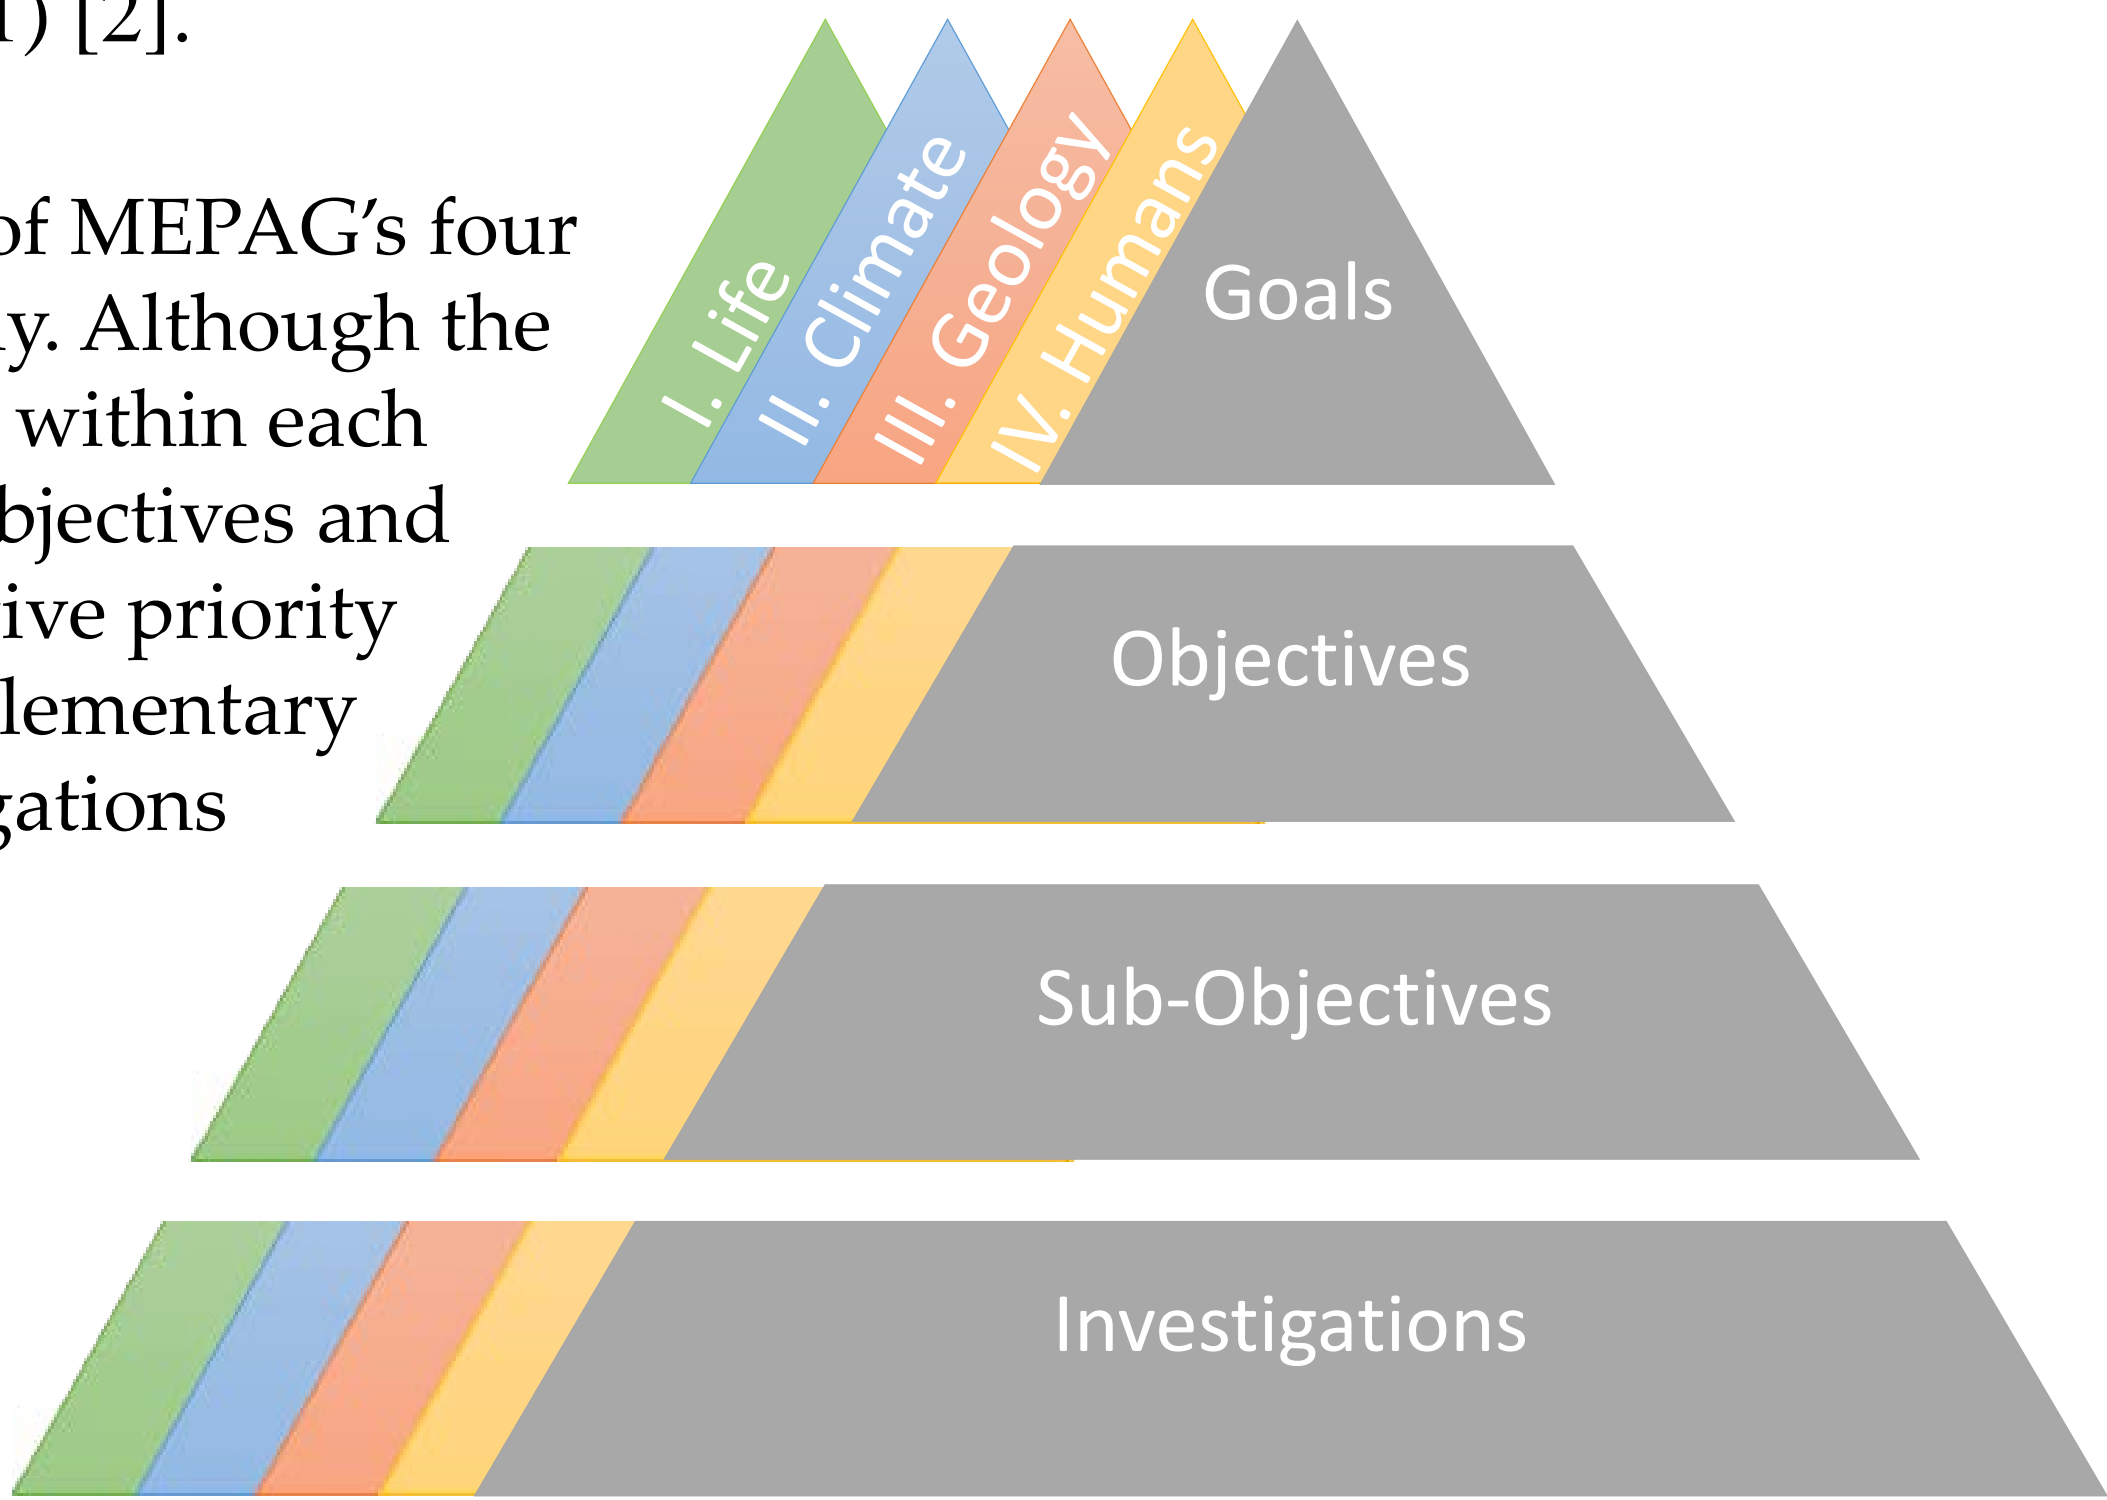 1) [2].
of MEPAG’s four
y. Although the
within each
bjectives and
ive priority
lementary
gations
I. Life
II. Climate
III. Geology
IV. Humans
Goals
Objectives
Sub-Objectives
Investigations